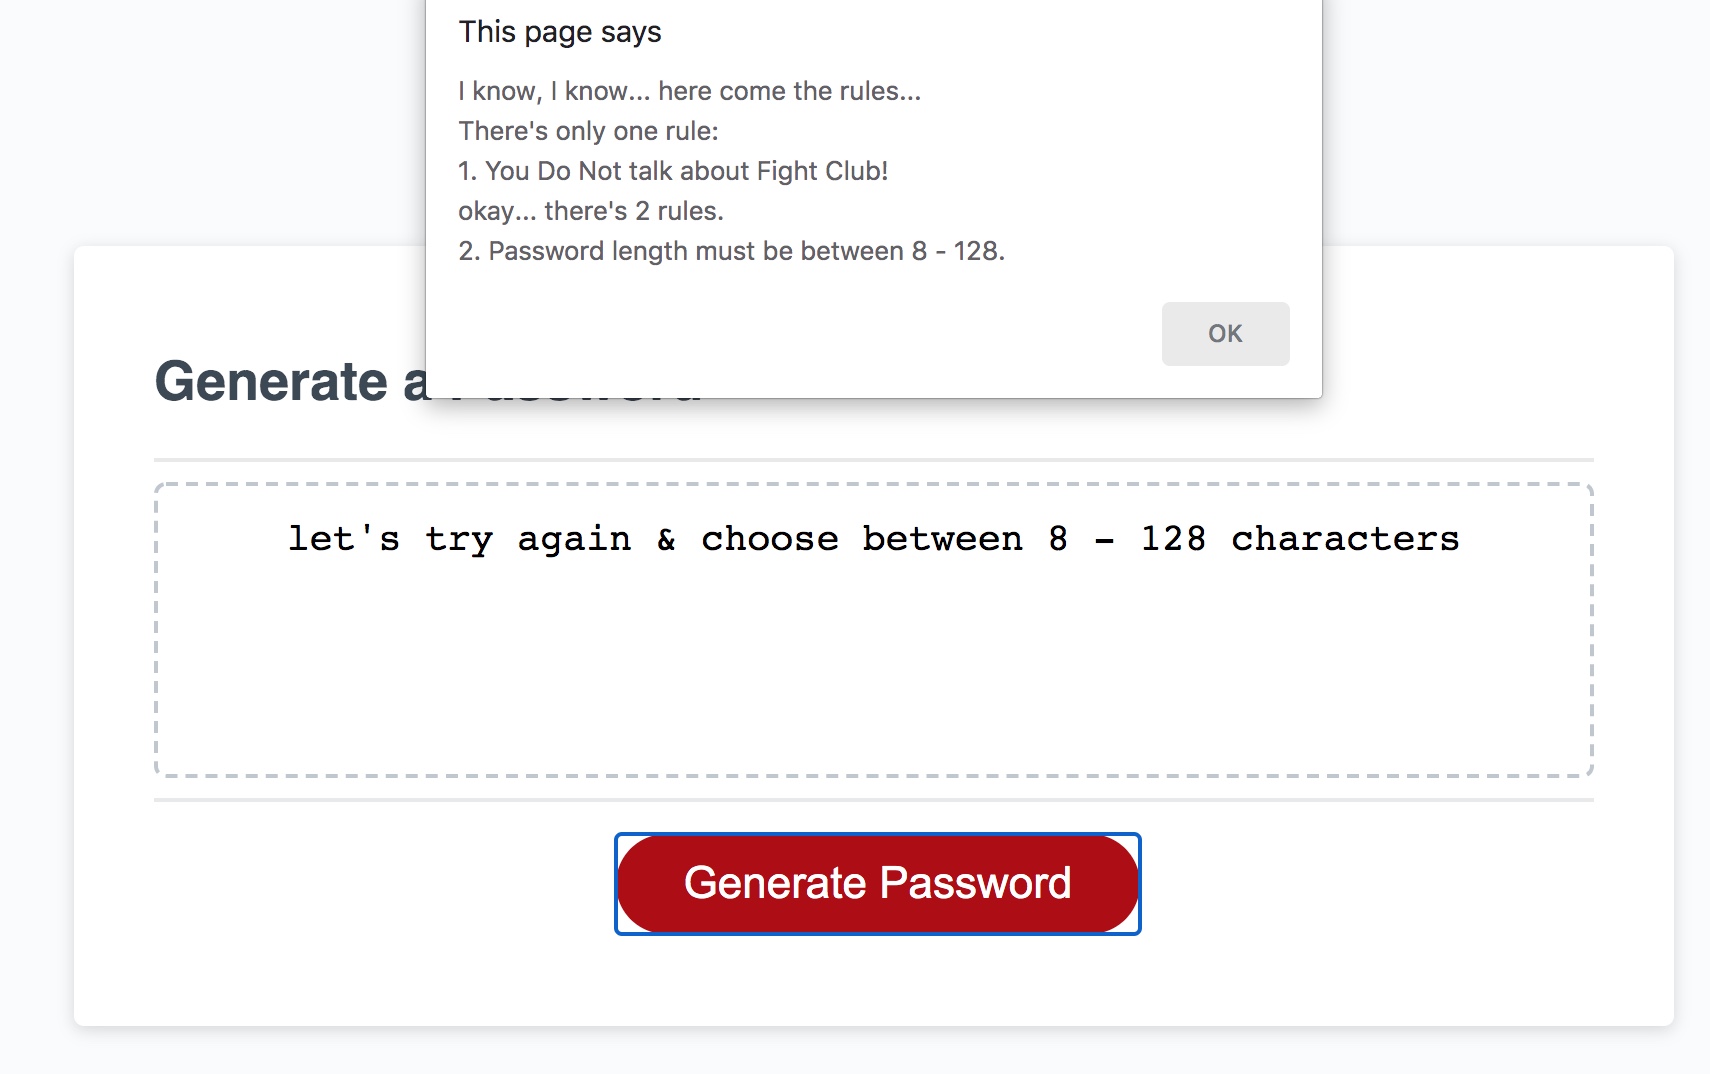 This page says
I know, I know... here come the rules...
There's only one rule:
1. You Do Not talk about Fight Club!
okay... there's 2 rules.
2. Password length must be between 8 - 128.
OK
Generate a Password
let's try again & choose between 8 - 128 characters
Generate Password